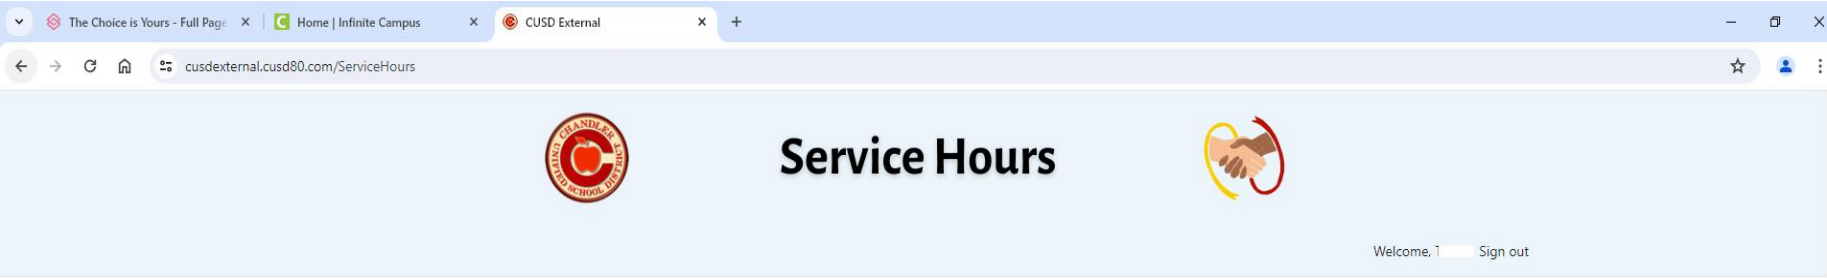 The Choice is Yours - Full Page
Home | Infinite Campus
CUSD External
cusdexternal.cusd80.com/ServiceHours
CHANDLER UNIFIED SCHOOL DISTRICT
Service Hours
Welcome,
Sign out